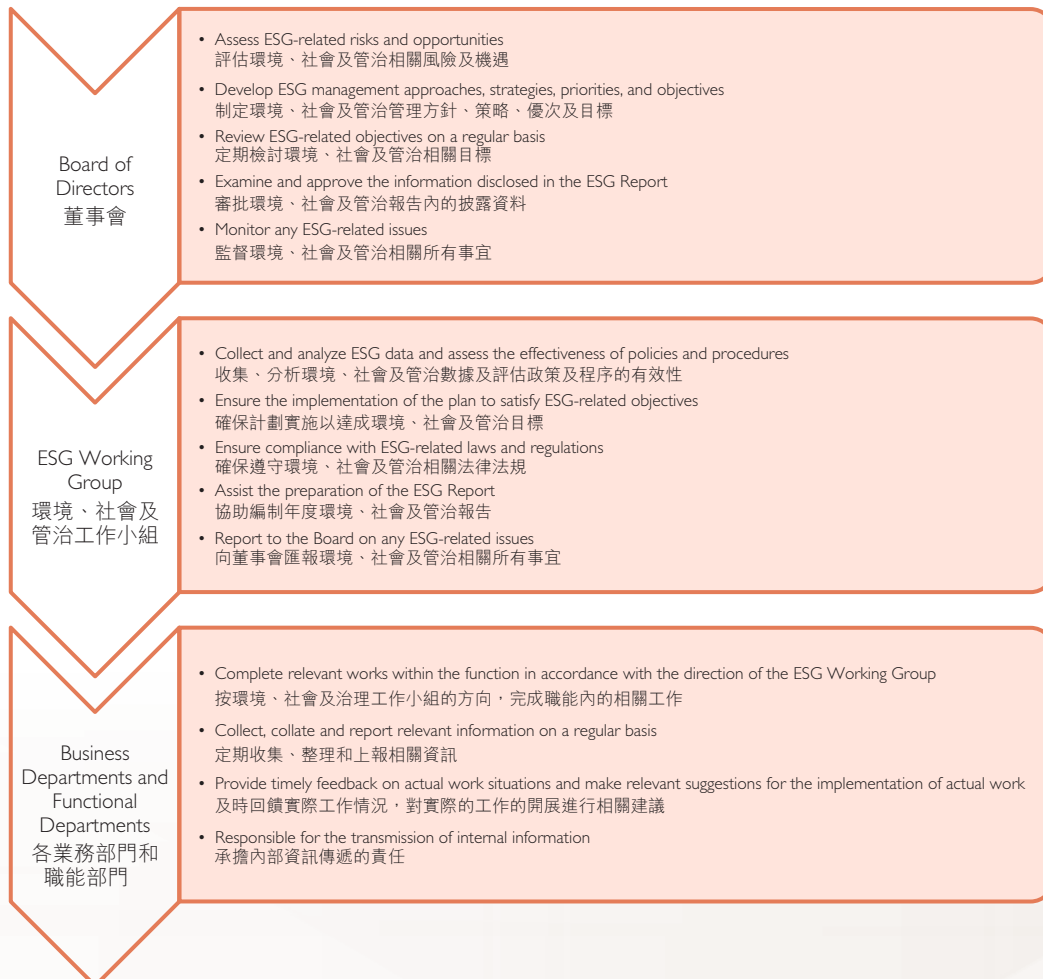 Board of
Directors
董事會
• Assess ESG-related risks and opportunities
評估環境、社會及管治相關風險及機遇
• Develop ESG management approaches, strategies, priorities, and objectives
制定環境、社會及管治管理方針、策略、優次及目標
• Review ESG-related objectives on a regular basis
定期檢討環境、社會及管治相關目標
• Examine and approve the information disclosed in the ESG Report
審批環境、社會及管治報告內的披露資料
• Monitor any ESG-related issues
監督環境、社會及管治相關所有事宜
ESG Working
Group
環境、社會及
管治工作小組
• Collect and analyze ESG data and assess the effectiveness of policies and procedures
收集、分析環境、社會及管治數據及評估政策及程序的有效性
• Ensure the implementation of the plan to satisfy ESG-related objectives
確保計劃實施以達成環境、社會及管治目標
• Ensure compliance with ESG-related laws and regulations
確保遵守環境、社會及管治相關法律法規
• Assist the preparation of the ESG Report
協助編制年度環境、社會及管治報告
• Report to the Board on any ESG-related issues
向董事會匯報環境、社會及管治相關所有事宜
Business
Departments and
Functional
Departments
各業務部門和
職能部門
• Complete relevant works within the function in accordance with the direction of the ESG Working Group
按環境、社會及治理工作小組的方向，完成職能內的相關工作
• Collect, collate and report relevant information on a regular basis
定期收集、整理和上報相關資訊
• Provide timely feedback on actual work situations and make relevant suggestions for the implementation of actual work
及時回饋實際工作情況，對實際的工作的開展進行相關建議
• Responsible for the transmission of internal information
承擔內部資訊傳遞的責任